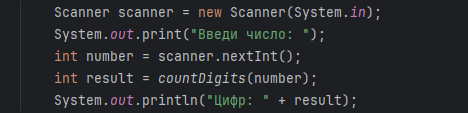 Scanner scanner = new Scanner(System.in);
System.out.print("Введи число: ");
int number = scanner.nextInt();
int result = countDigits(number);
System.out.println("Цифр: " + result);